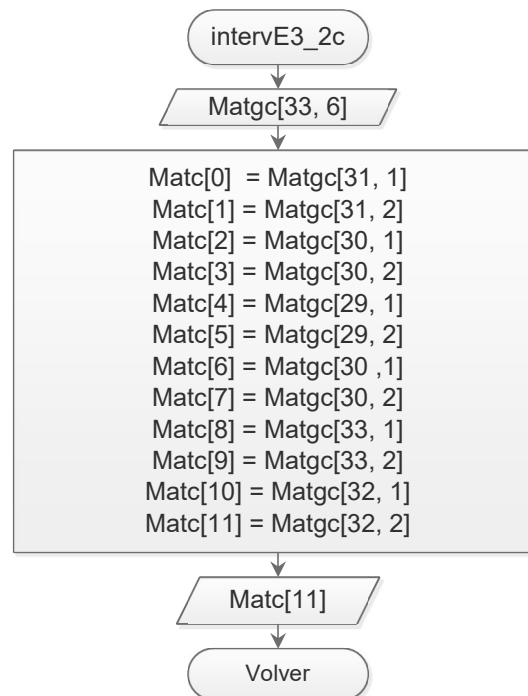 intervE3_2c
Matgc[33, 6]
Matc[0]  = Matgc[31, 1]
Matc[1] = Matgc[31, 2]
Matc[2] = Matgc[30, 1]
Matc[3] = Matgc[30, 2]
Matc[4] = Matgc[29, 1]
Matc[5] = Matgc[29, 2]
Matc[6] = Matgc[30 ,1]
Matc[7] = Matgc[30, 2]
Matc[8] = Matgc[33, 1]
Matc[9] = Matgc[33, 2]
Matc[10] = Matgc[32, 1]
Matc[11] = Matgc[32, 2]
Matc[11]
Volver